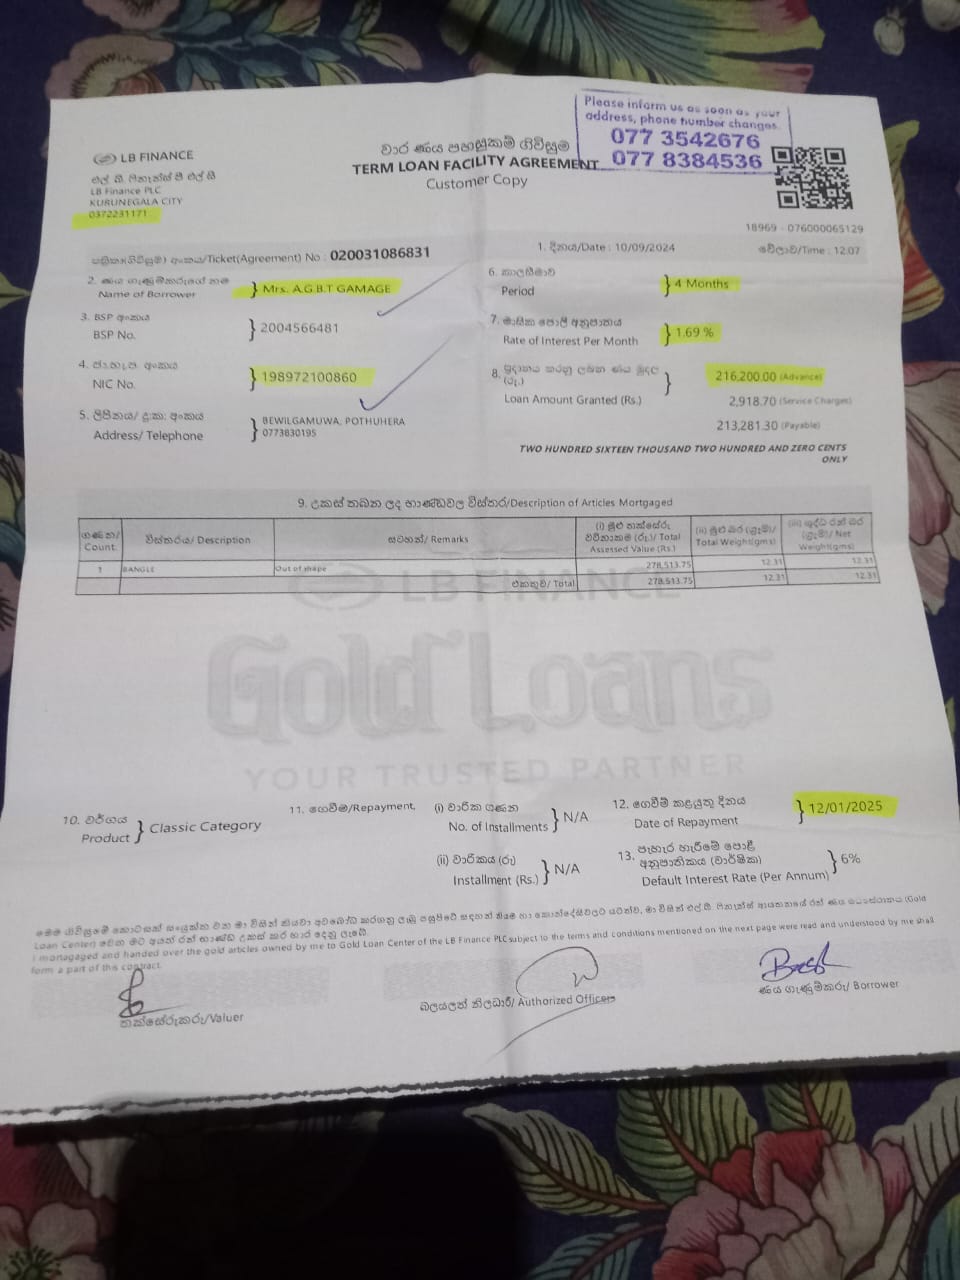 Please inform us as soon as your
address, phone number changes.
077 3542676
077 8384536
LB FINANCE
එල් බී ෆිනෑන්ස් පී එල් සී
LB Finance PLC
KURUNEGALA CITY
0372231171
වාර ණය පහසුකම් ගිවිසුම
TERM LOAN FACILITY AGREEMENT
Customer Copy
18969 - 076000065129
පත්‍රිකා(ගිවිසුම්) අංකය/Ticket(Agreement) No : 020031086831
1. දිනය/Date : 10/09/2024
වේලාව/Time : 12:07
2. ණය ගැණුම්කරුගේ නම
Name of Borrower } Mrs. A.G.B.T GAMAGE
3. BSP අංකය
BSP No. } 2004566481
4. ජා.හැ.ප. අංකය
NIC No. } 198972100860
5. ලිපිනය/ දු.ක: අංකය
Address/ Telephone } BEWILGAMUWA, POTHUHERA
0773830195
6. කාලසීමාව
Period } 4 Months
7. මාසික පොලී අනුපාතය
Rate of Interest Per Month } 1.69 %
8. ප්‍රදානය කරනු ලබන ණය මුදල
(රු.)
Loan Amount Granted (Rs.) }
216,200.00 (Advance)
2,918.70 (Service Charges)
213,281.30 (Payable)
TWO HUNDRED SIXTEEN THOUSAND TWO HUNDRED AND ZERO CENTS
ONLY
9. උකස් තබන ලද භාණ්ඩවල විස්තර/Description of Articles Mortgaged
ගණන/ Count. විස්තරය/ Description සටහන්/ Remarks (i) මුළු තක්සේරු වටිනාකම (රු.)/ Total Assessed Value (Rs.) (ii) මුළු බර (ග්‍රෑම්)/ Total Weight(gms) (iii) ශුද්ධ රන් බර (ග්‍රෑම්)/ Net Weight(gms)
1 BANGLE Out of shape 278,513.75 12.31 12.31
එකතුව/ Total 278,513.75 12.31 12.31
LB FINANCE
Gold Loans
YOUR TRUSTED PARTNER
10. වර්ගය
Product } Classic Category
11. ගෙවීම/Repayment,
(i) වාරික ගණන
No. of Installments } N/A
(ii) වාරිකය (රු)
Installment (Rs.) } N/A
12. ගෙවීම් කළයුතු දිනය
Date of Repayment } 12/01/2025
13. පැහැර හැරීමේ පොලී
අනුපාතිකය (වාර්ෂික)
Default Interest Rate (Per Annum) } 6%
Loan Center)
I mortagaged and handed over the gold articles owned by me to Gold Loan Center of the LB Finance PLC subject to the terms and conditions mentioned on the next page were read and understood by me shall
form a part of this contract.
තක්සේරුකරු/Valuer
බලයලත් නිලධාරී/ Authorized Officer
ණය ගැණුම්කරු/ Borrower